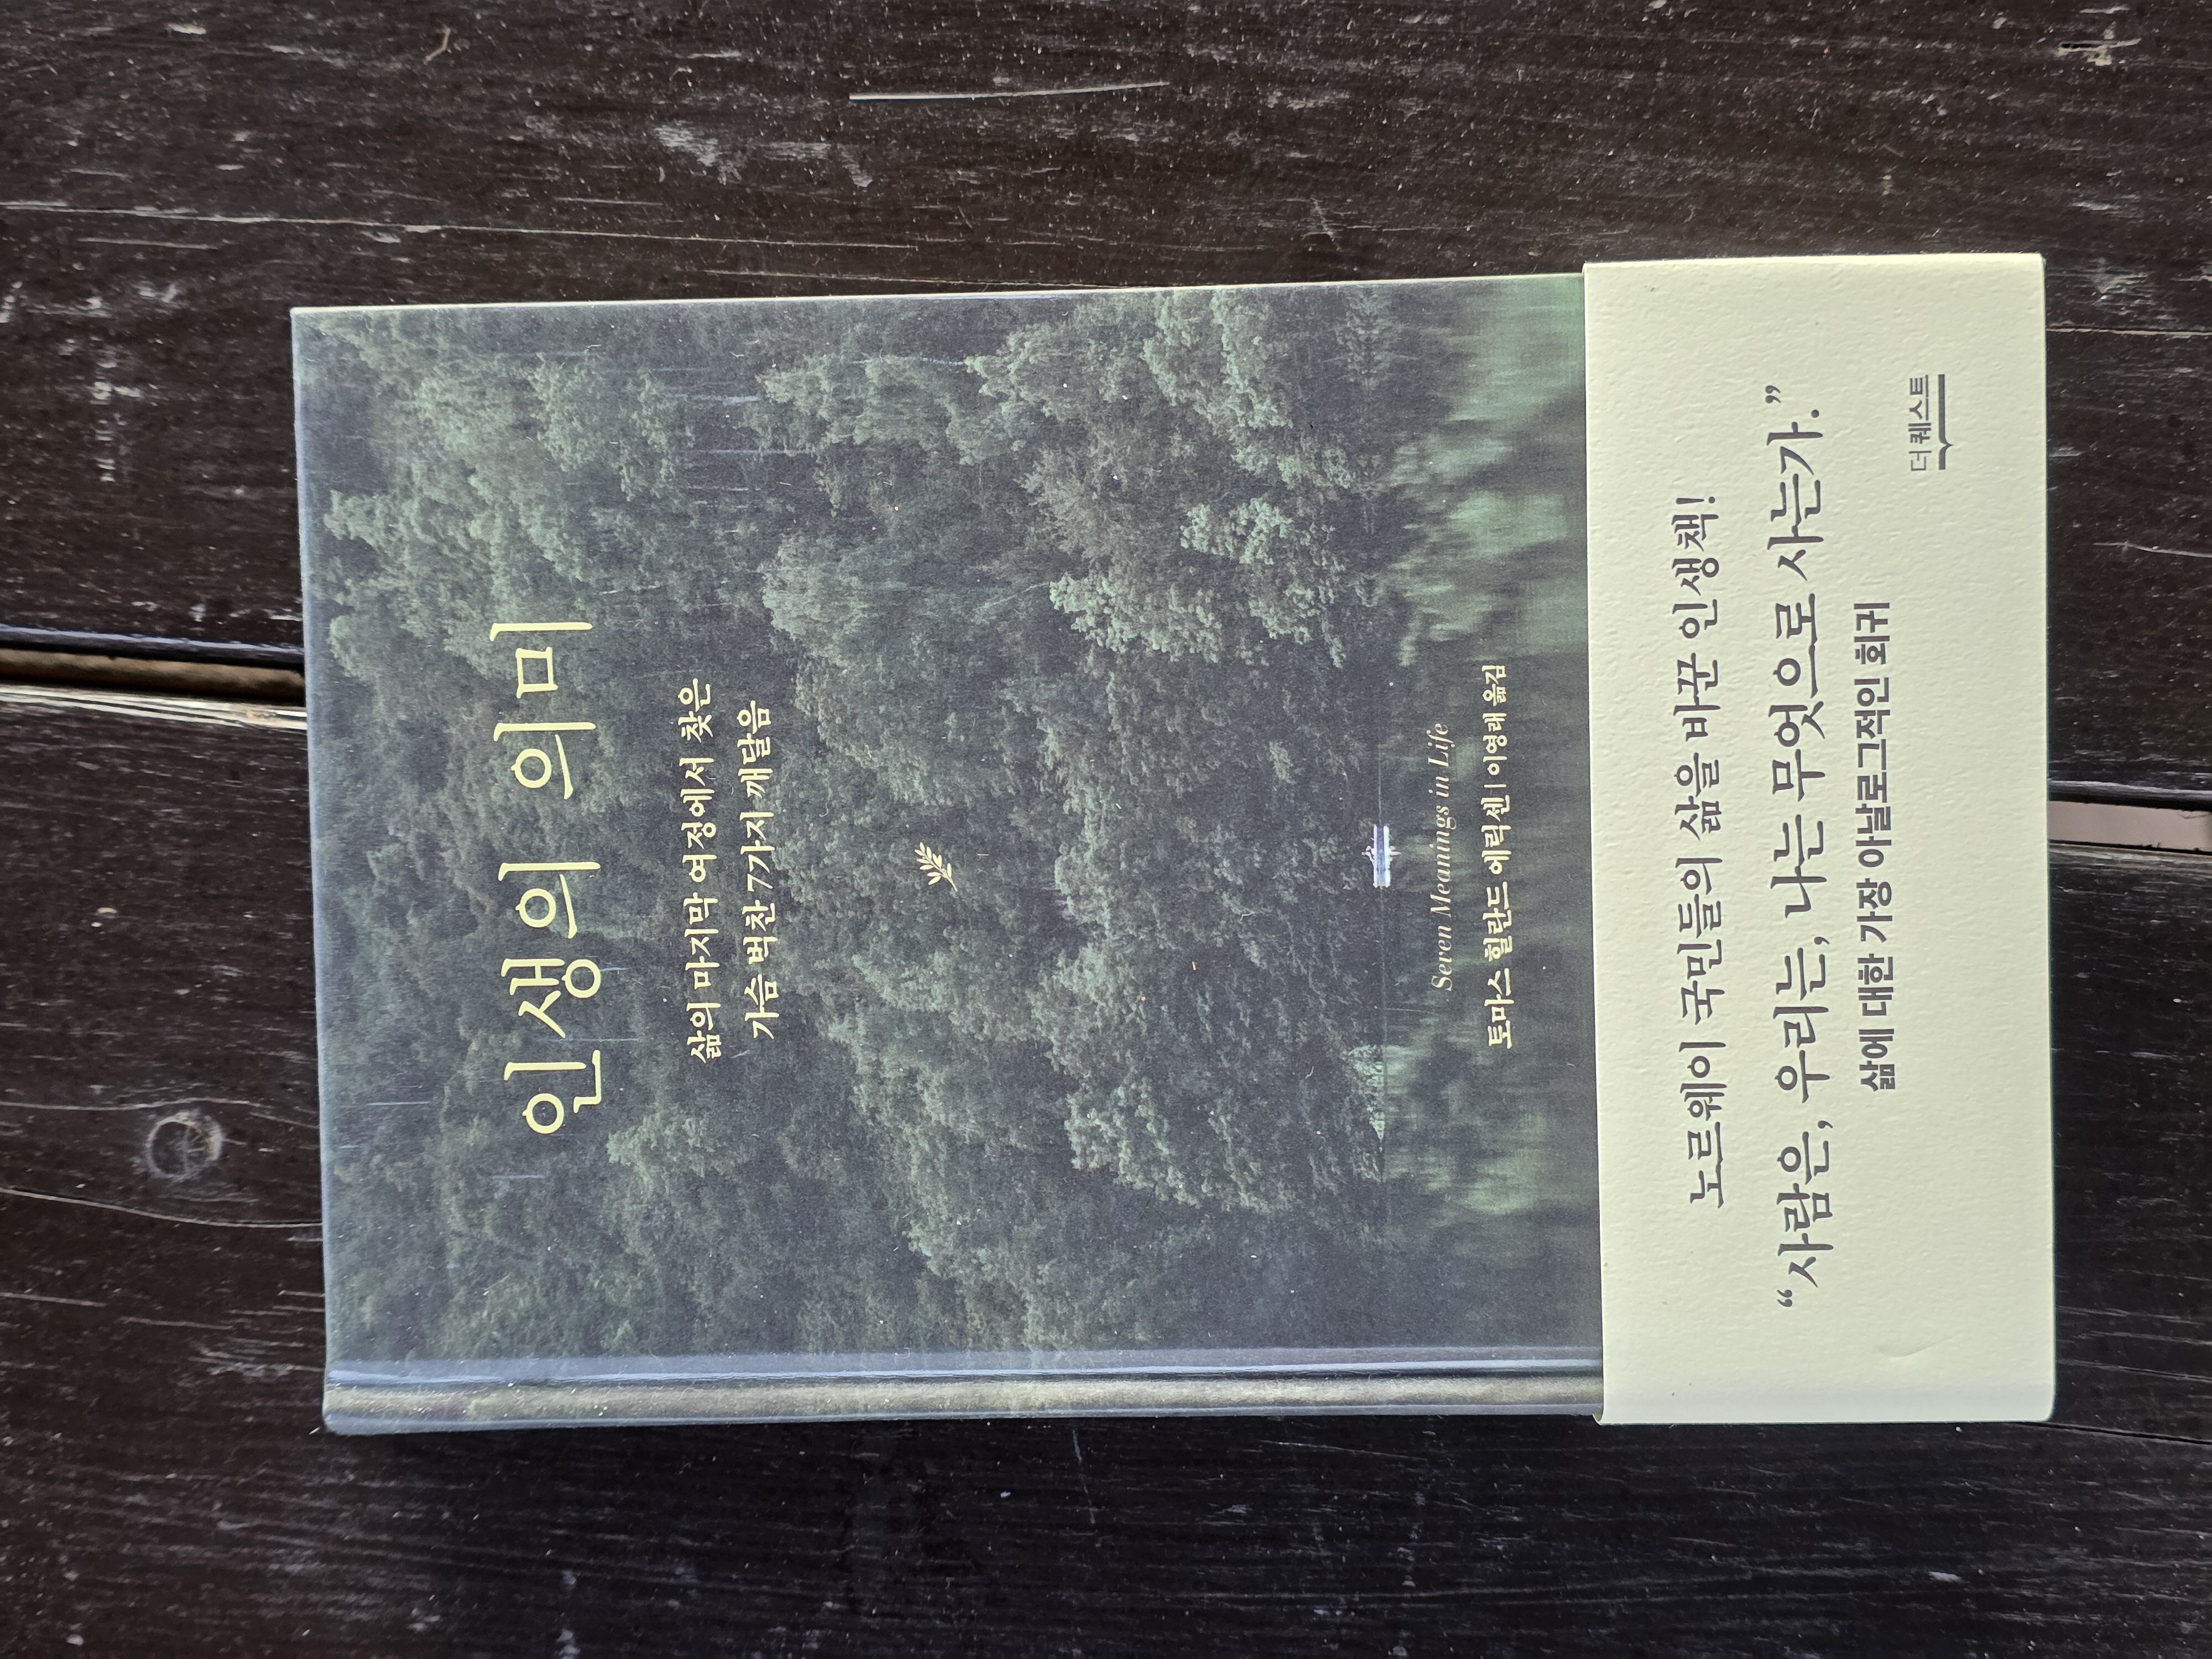 인생의 의미
삶의 마지막 여정에서 찾은
가슴 벅찬 7가지 깨달음
Seven Meanings in Life
토마스 힐란드 에릭센 | 이영래 옮김
노르웨이 국민들의 삶을 바꾼 인생책!
“사람은, 우리는, 나는 무엇으로 사는가.”
삶에 대한 가장 아날로그적인 회귀
더 퀘스트